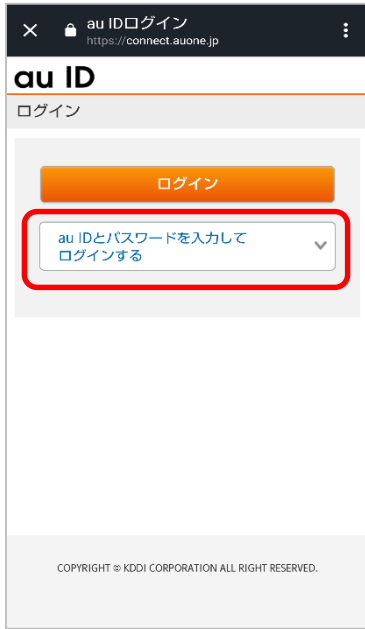 au IDログイン
https://connect.auone.jp
au ID
ログイン
ログイン
au IDとパスワードを入力して
ログインする
COPYRIGHT © KDDI CORPORATION ALL RIGHT RESERVED.